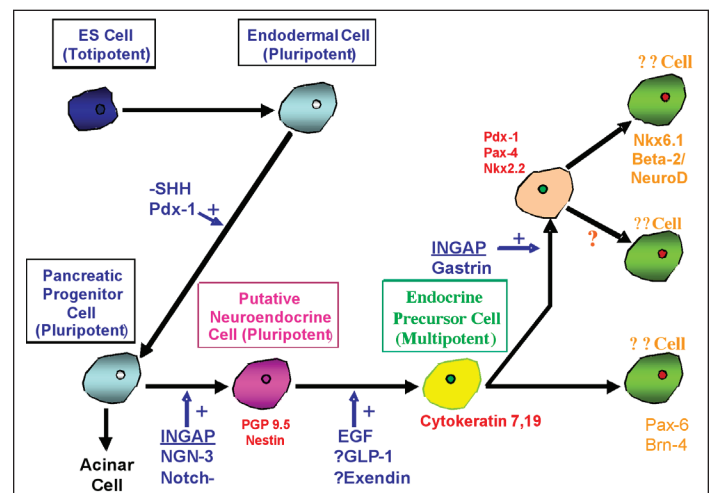 ES Cell
(Totipotent)
Endodermal Cell
(Pluripotent)
? ? Cell
Nkx6.1
Beta-2/
NeuroD
Pdx-1
Pax-4
Nkx2.2
-SHH
Pdx-1
+
??Cell
?
+
INGAP
Gastrin
Pancreatic
Progenitor
Cell
(Pluripotent)
Putative
Neuroendocrine
Cell (Pluripotent)
Endocrine
Precursor Cell
(Multipotent)
? ? Cell
Pax-6
Brn-4
PGP 9.5
Nestin
Cytokeratin 7,19
+
INGAP
NGN-3
Notch-
+
EGF
?GLP-1
?Exendin
Acinar
Cell